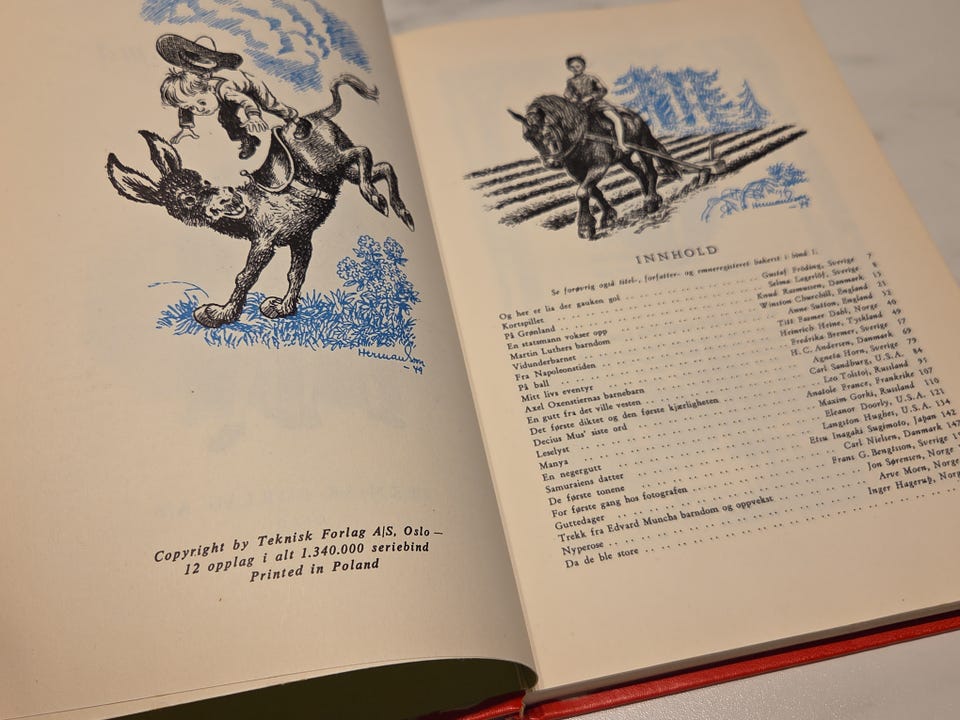 Herman
-49
Copyright by Teknisk Forlag A/S, Oslo –
12 opplag i alt 1.340.000 seriebind
Printed in Poland
-49
INNHOLD
Se forøvrig også titel-, forfatter- og emneregisteret bakerst i bind 1.
Og her er lia der gauken gol . . . Gustaf Fröding, Sverige 7
Kortspillet . . . Selma Lagerlöf, Sverige
På Grønland . . . Knud Rasmussen, Danmark 15
En statsmann vokser opp . . . Winston Churchill, England 23
Martin Luthers barndom . . . Anne Sutton, England 32
Vidunderbarnet . . . Titt Fasmer Dahl, Norge 40
Fra Napoleonstiden . . . Heinrich Heine, Tyskland 49
På ball . . . Fredrika Bremer, Sverige 57
Mitt livs eventyr . . . H. C. Andersen, Danmark 69
Axel Oxenstiernas barnebarn . . . Agneta Horn, Sverige 79
En gutt fra det ville vesten . . . Carl Sandburg, U.S.A. 84
Det første diktet og den første kjærligheten . . . Leo Tolstoj, Russland 95
Decius Mus' siste ord . . . Anatole France, Frankrike 107
Leselyst . . . Maxim Gorki, Russland 110
Manya . . . Eleanor Doorly, U.S.A. 121
En negergutt . . . Langston Hughes, U.S.A. 134
Samuraiens datter . . . Etsu Inagaki Sugimoto, Japan 142
De første tonene . . . Carl Nielsen, Danmark 147
For første gang hos fotografen . . . Frans G. Bengtsson, Sverige
Guttedager . . . Jon Sørensen, Norge
Trekk fra Edvard Munchs barndom og oppvekst . . . Arve Moen, Norge
Nyperose . . . Inger Hagerup, Norge
Da de ble store . . .